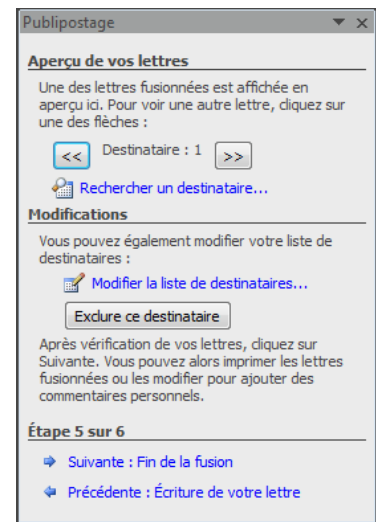 Publipostage
Aperçu de vos lettres
Une des lettres fusionnées est affichée en
aperçu ici. Pour voir une autre lettre, cliquez sur
une des flèches :
<< Destinataire : 1 >>
Rechercher un destinataire...
Modifications
Vous pouvez également modifier votre liste de
destinataires :
Modifier la liste de destinataires...
Exclure ce destinataire
Après vérification de vos lettres, cliquez sur
Suivante. Vous pouvez alors imprimer les lettres
fusionnées ou les modifier pour ajouter des
commentaires personnels.
Étape 5 sur 6
Suivante : Fin de la fusion
Précédente : Écriture de votre lettre